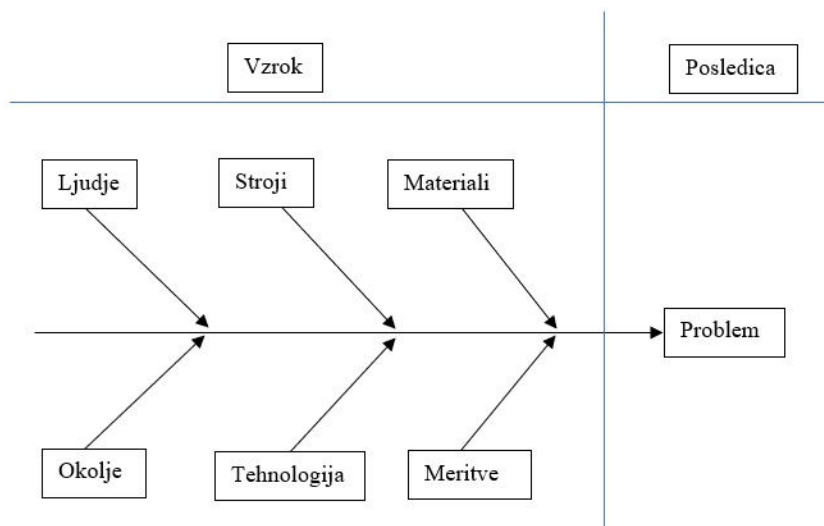 Vzrok
Posledica
Ljudje
Stroji
Materiali
Problem
Okolje
Tehnologija
Meritve